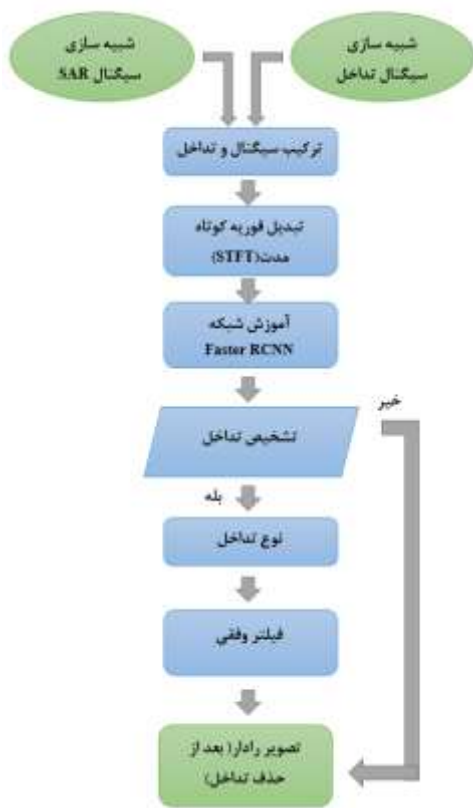 شبیه سازی
سیگنال SAR
شبیه سازی
سیگنال تداخل
ترکیب سیگنال و تداخل
تبدیل فوریه کوتاه
مدت(STFT)
آموزش شبکه
Faster RCNN
تشخیص تداخل
خیر
بله
نوع تداخل
فیلتر وفقی
تصویر رادار( بعد از
حذف تداخل)